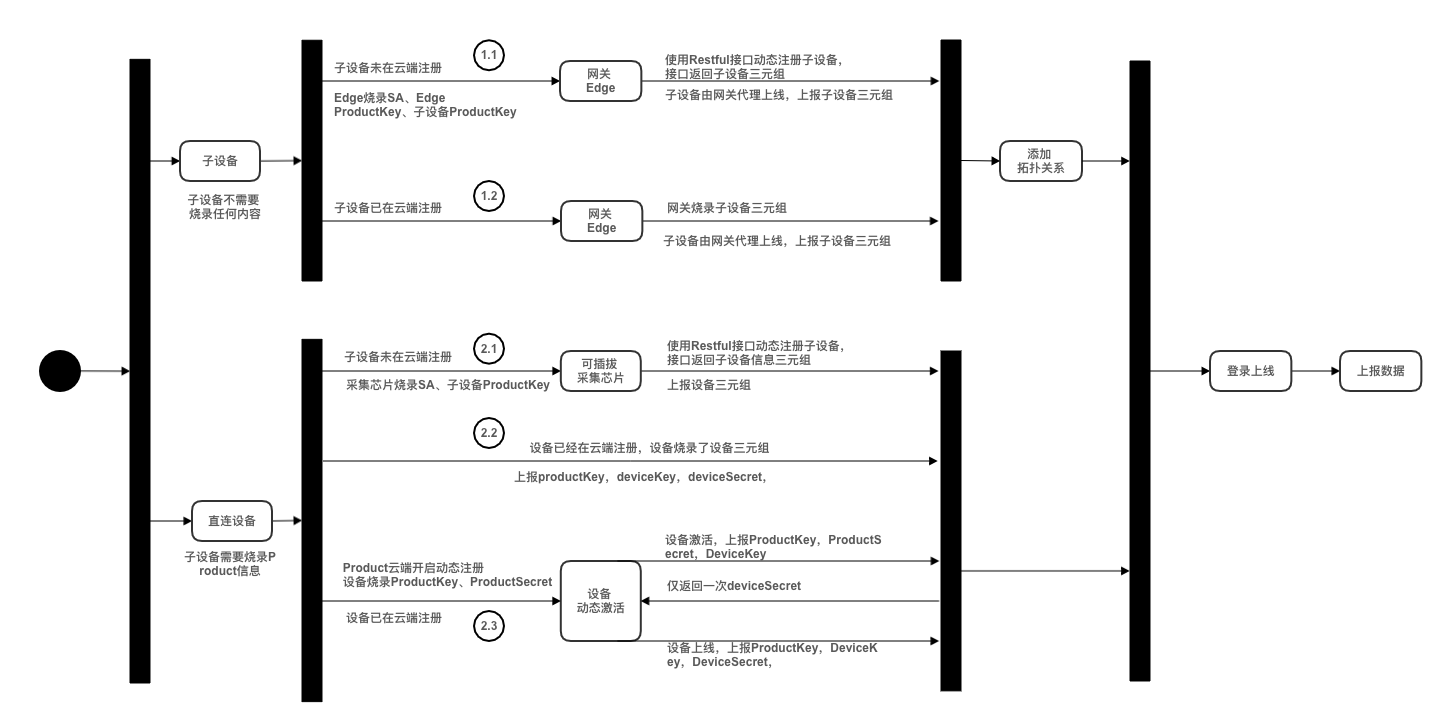 子设备
子设备不需要
烧录任何内容
1.1
子设备未在云端注册
Edge烧录SA、Edge
ProductKey、子设备ProductKey
网关
Edge
使用Restful接口动态注册子设备，
接口返回子设备三元组
子设备由网关代理上线，上报子设备三元组
1.2
子设备已在云端注册
网关
Edge
网关烧录子设备三元组
子设备由网关代理上线，上报子设备三元组
添加
拓扑关系
直连设备
子设备需要烧录P
roduct信息
2.1
子设备未在云端注册
采集芯片烧录SA、子设备ProductKey
可插拔
采集芯片
使用Restful接口动态注册子设备，
接口返回子设备信息三元组
上报设备三元组
2.2
设备已经在云端注册，设备烧录了设备三元组
上报productKey，deviceKey，deviceSecret，
Product云端开启动态注册
设备烧录ProductKey、ProductSecret
设备已在云端注册
2.3
设备
动态激活
设备激活，上报ProductKey，ProductS
ecret，DeviceKey
仅返回一次deviceSecret
设备上线，上报ProductKey，DeviceK
ey，DeviceSecret，
登录上线
上报数据